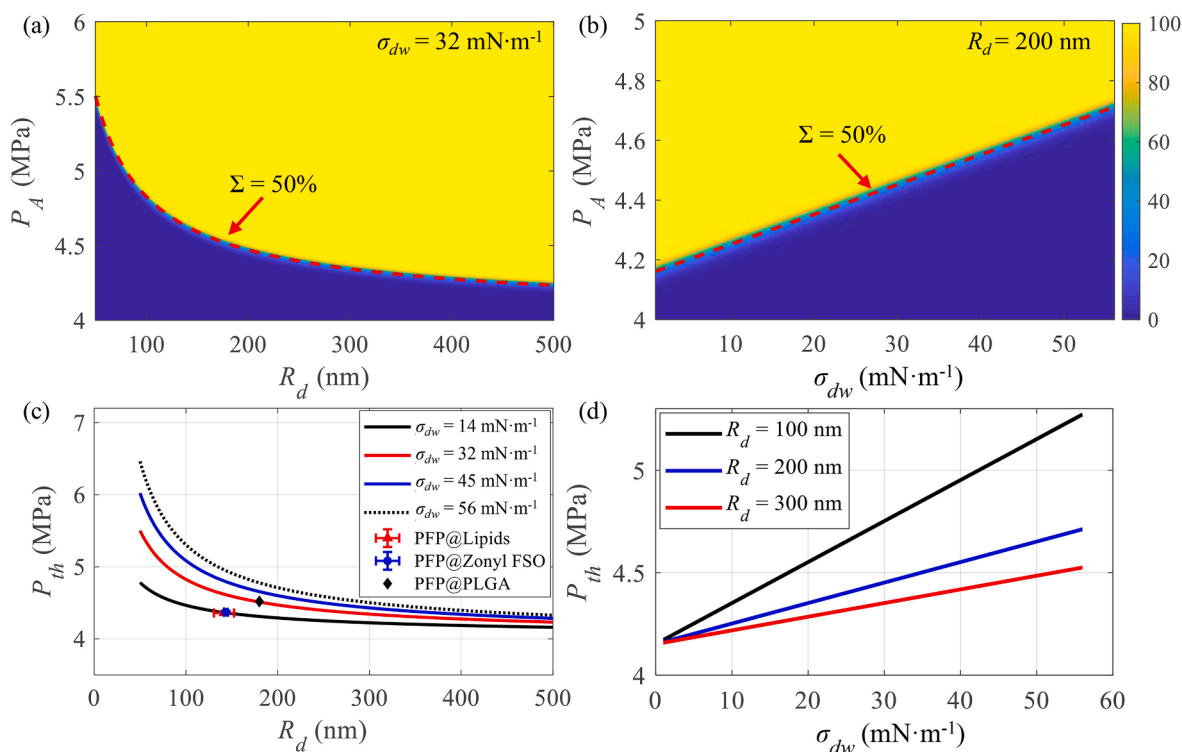 (a)
σdw = 32 mN·m-1
Σ = 50%
6
5.5
5
4.5
4
PA (MPa)
100
200
300
400
500
Rd (nm)
(b)
Rd = 200 nm
Σ = 50%
5
4.8
4.6
4.4
4.2
4
PA (MPa)
10
20
30
40
50
σdw (mN·m-1)
100
80
60
40
20
0
(c)
σdw = 14 mN·m-1
σdw = 32 mN·m-1
σdw = 45 mN·m-1
σdw = 56 mN·m-1
PFP@Lipids
PFP@Zonyl FSO
PFP@PLGA
7
6
5
4
Pth (MPa)
0
100
200
300
400
500
Rd (nm)
(d)
Rd = 100 nm
Rd = 200 nm
Rd = 300 nm
5
4.5
4
Pth (MPa)
0
10
20
30
40
50
60
σdw (mN·m-1)